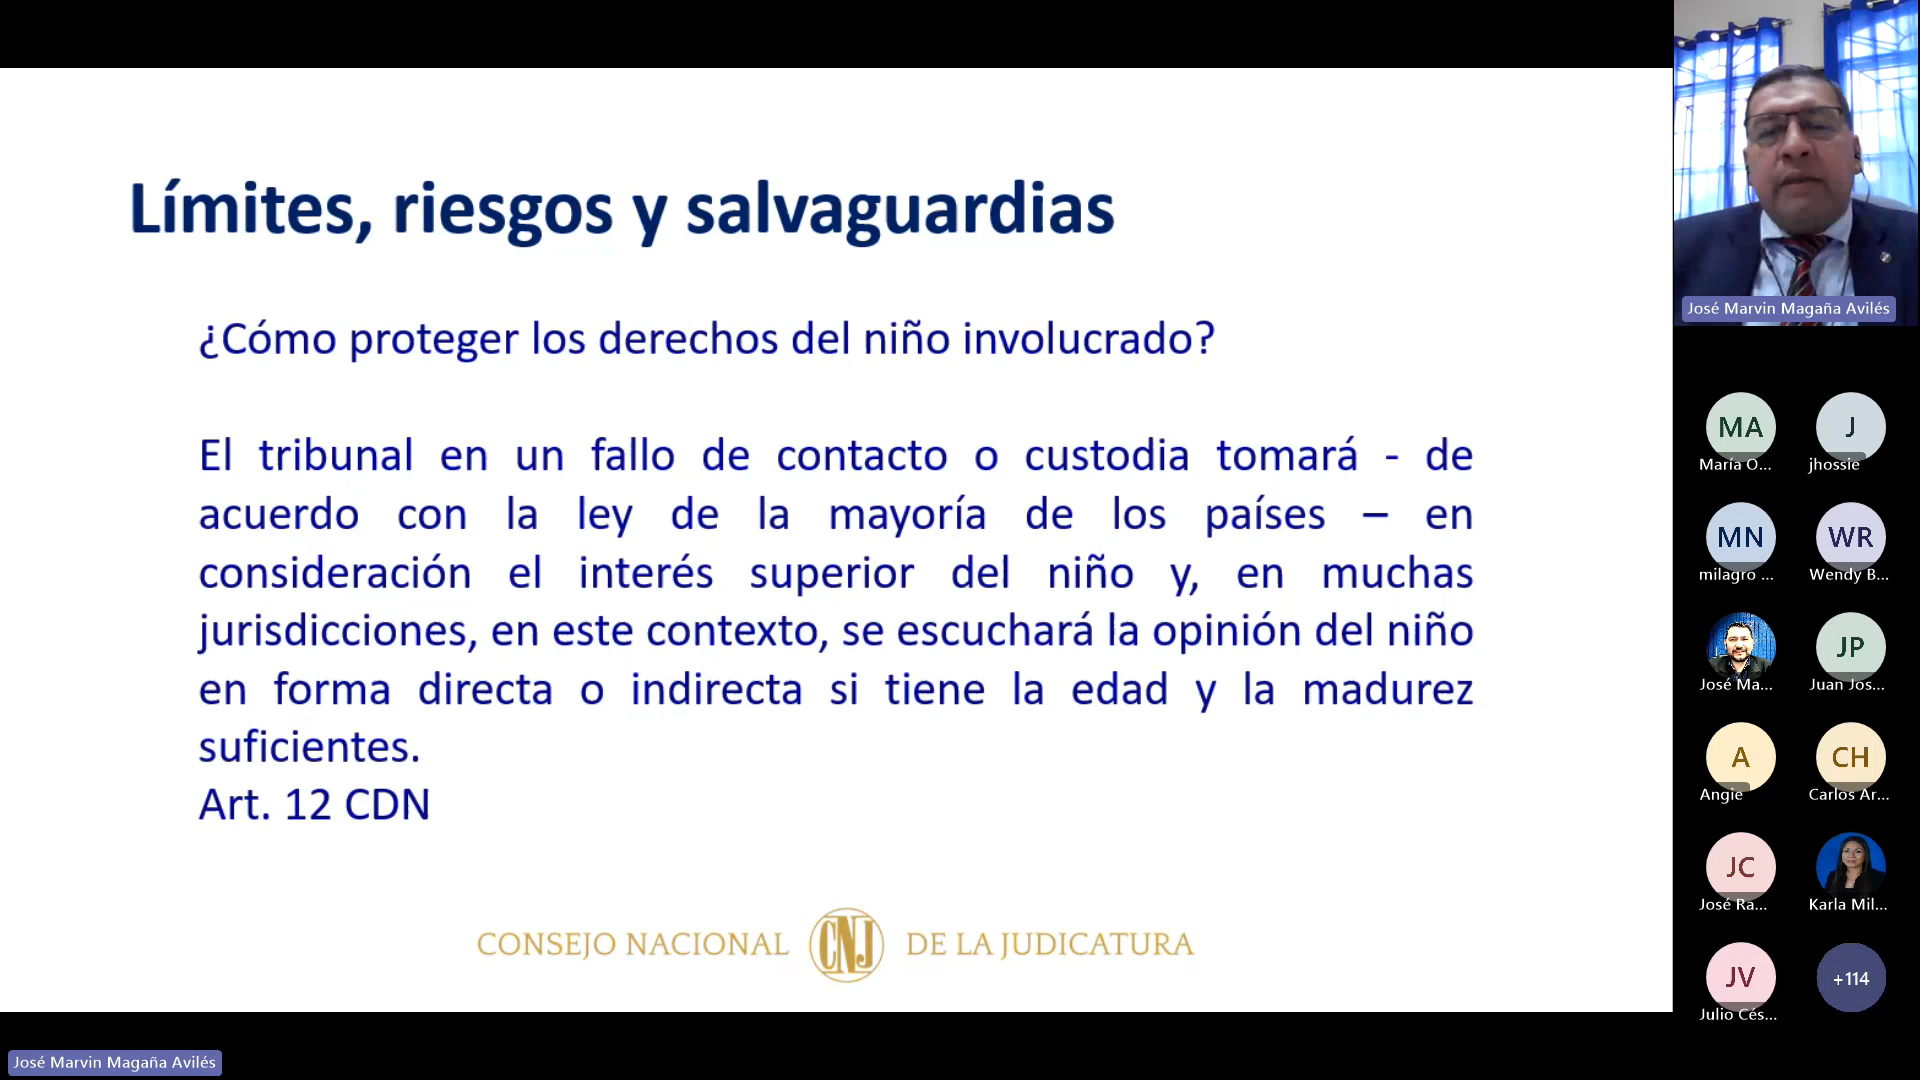 Límites, riesgos y salvaguardias
¿Cómo proteger los derechos del niño involucrado?
El tribunal en un fallo de contacto o custodia tomará - de
acuerdo con la ley de la mayoría de los países – en
consideración el interés superior del niño y, en muchas
jurisdicciones, en este contexto, se escuchará la opinión del niño
en forma directa o indirecta si tiene la edad y la madurez
suficientes.
Art. 12 CDN
CONSEJO NACIONAL CNJ DE LA JUDICATURA
José Marvin Magaña Avilés
MA J
María O... jhossie
MN WR
milagro ... Wendy B...
José Ma... JP
Juan Jos...
A CH
Angie Carlos Ar...
JC
José Ra... Karla Mil...
JV +114
Julio Cés...
José Marvin Magaña Avilés